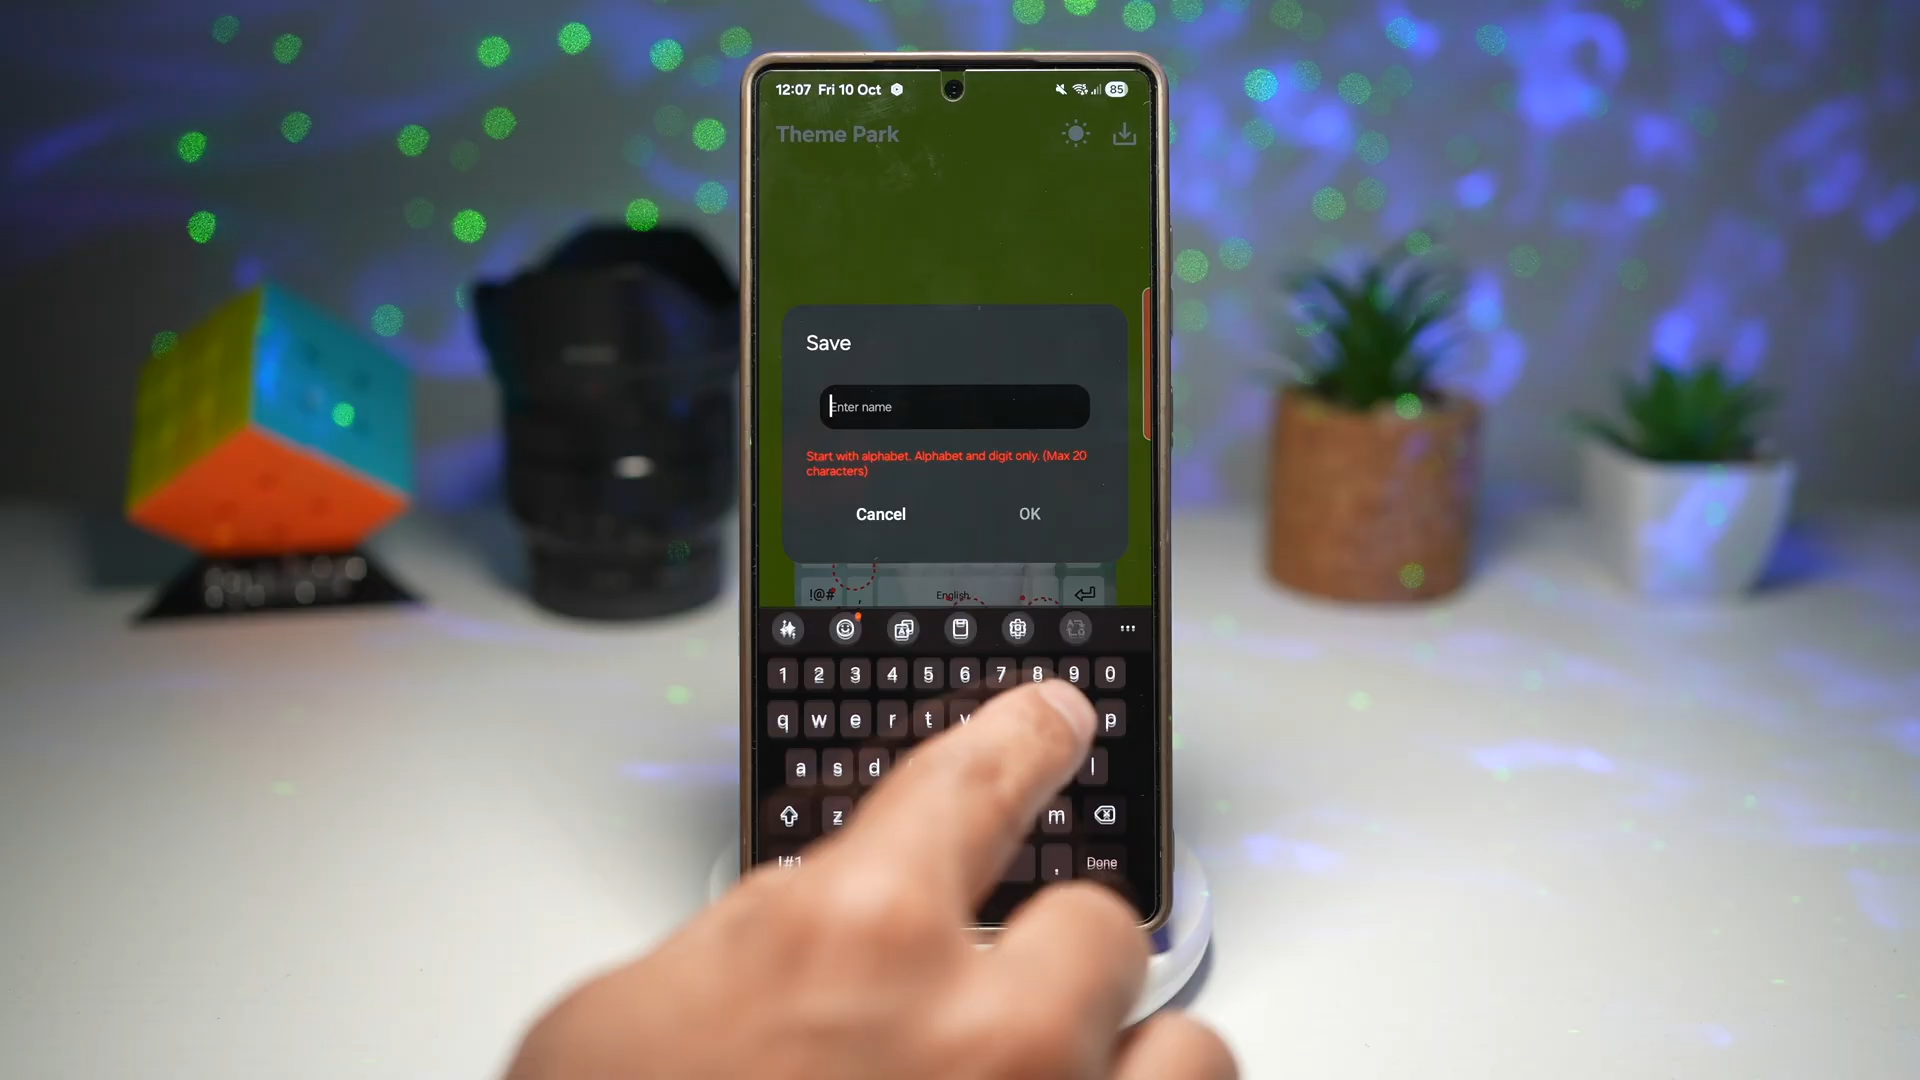 12:07 Fri 10 Oct 85
Theme Park
Save
Enter name
Start with alphabet. Alphabet and digit only. (Max 20
characters)
Cancel OK
!@# , English
1 2 3 4 5 6 7 8 9 0
q w e r t y p
a s d l
z m
!#1 , Done